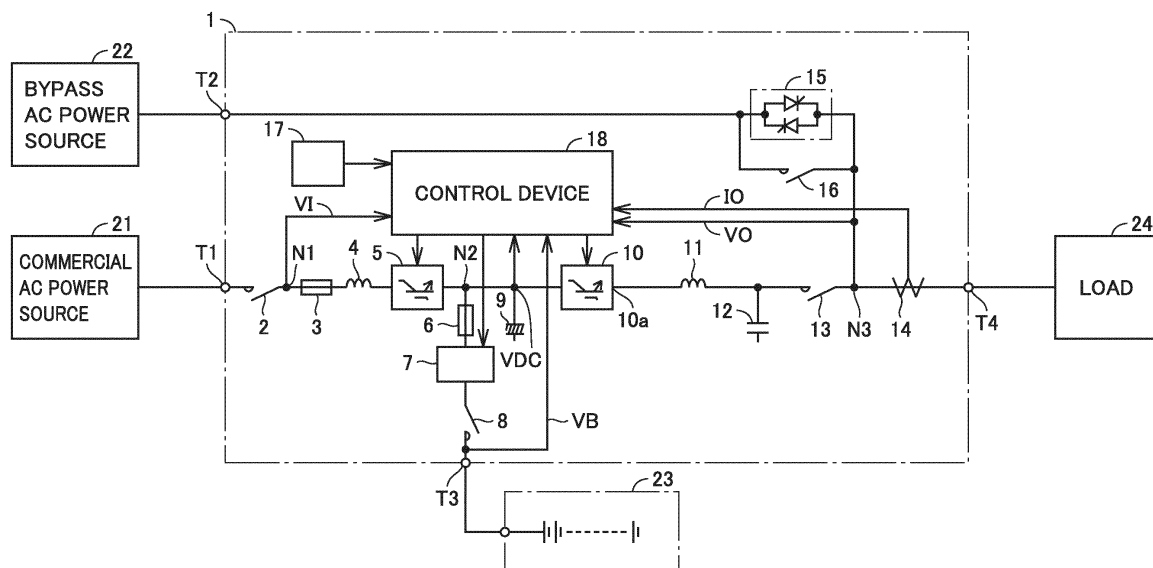 1
22
BYPASS
AC POWER
SOURCE
T2
15
17
18
CONTROL DEVICE
16
IO
VI
VO
21
COMMERCIAL
AC POWER
SOURCE
T1
N1
2
3
4
5
N2
6
7
8
9
VDC
10
10a
11
12
13
N3
14
T4
24
LOAD
VB
T3
23